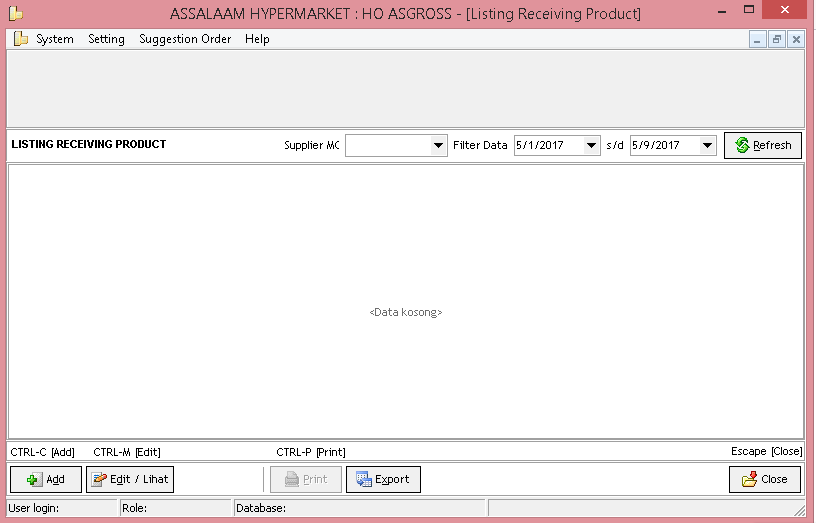 ASSALAAM HYPERMARKET : HO ASGROSS - [Listing Receiving Product]
System Setting Suggestion Order Help
LISTING RECEIVING PRODUCT Supplier MC Filter Data 5/1/2017 s/d 5/9/2017 Refresh
<Data kosong>
CTRL-C [Add] CTRL-M [Edit] CTRL-P [Print] Escape [Close]
Add Edit / Lihat Print Export Close
User login: Role: Database: